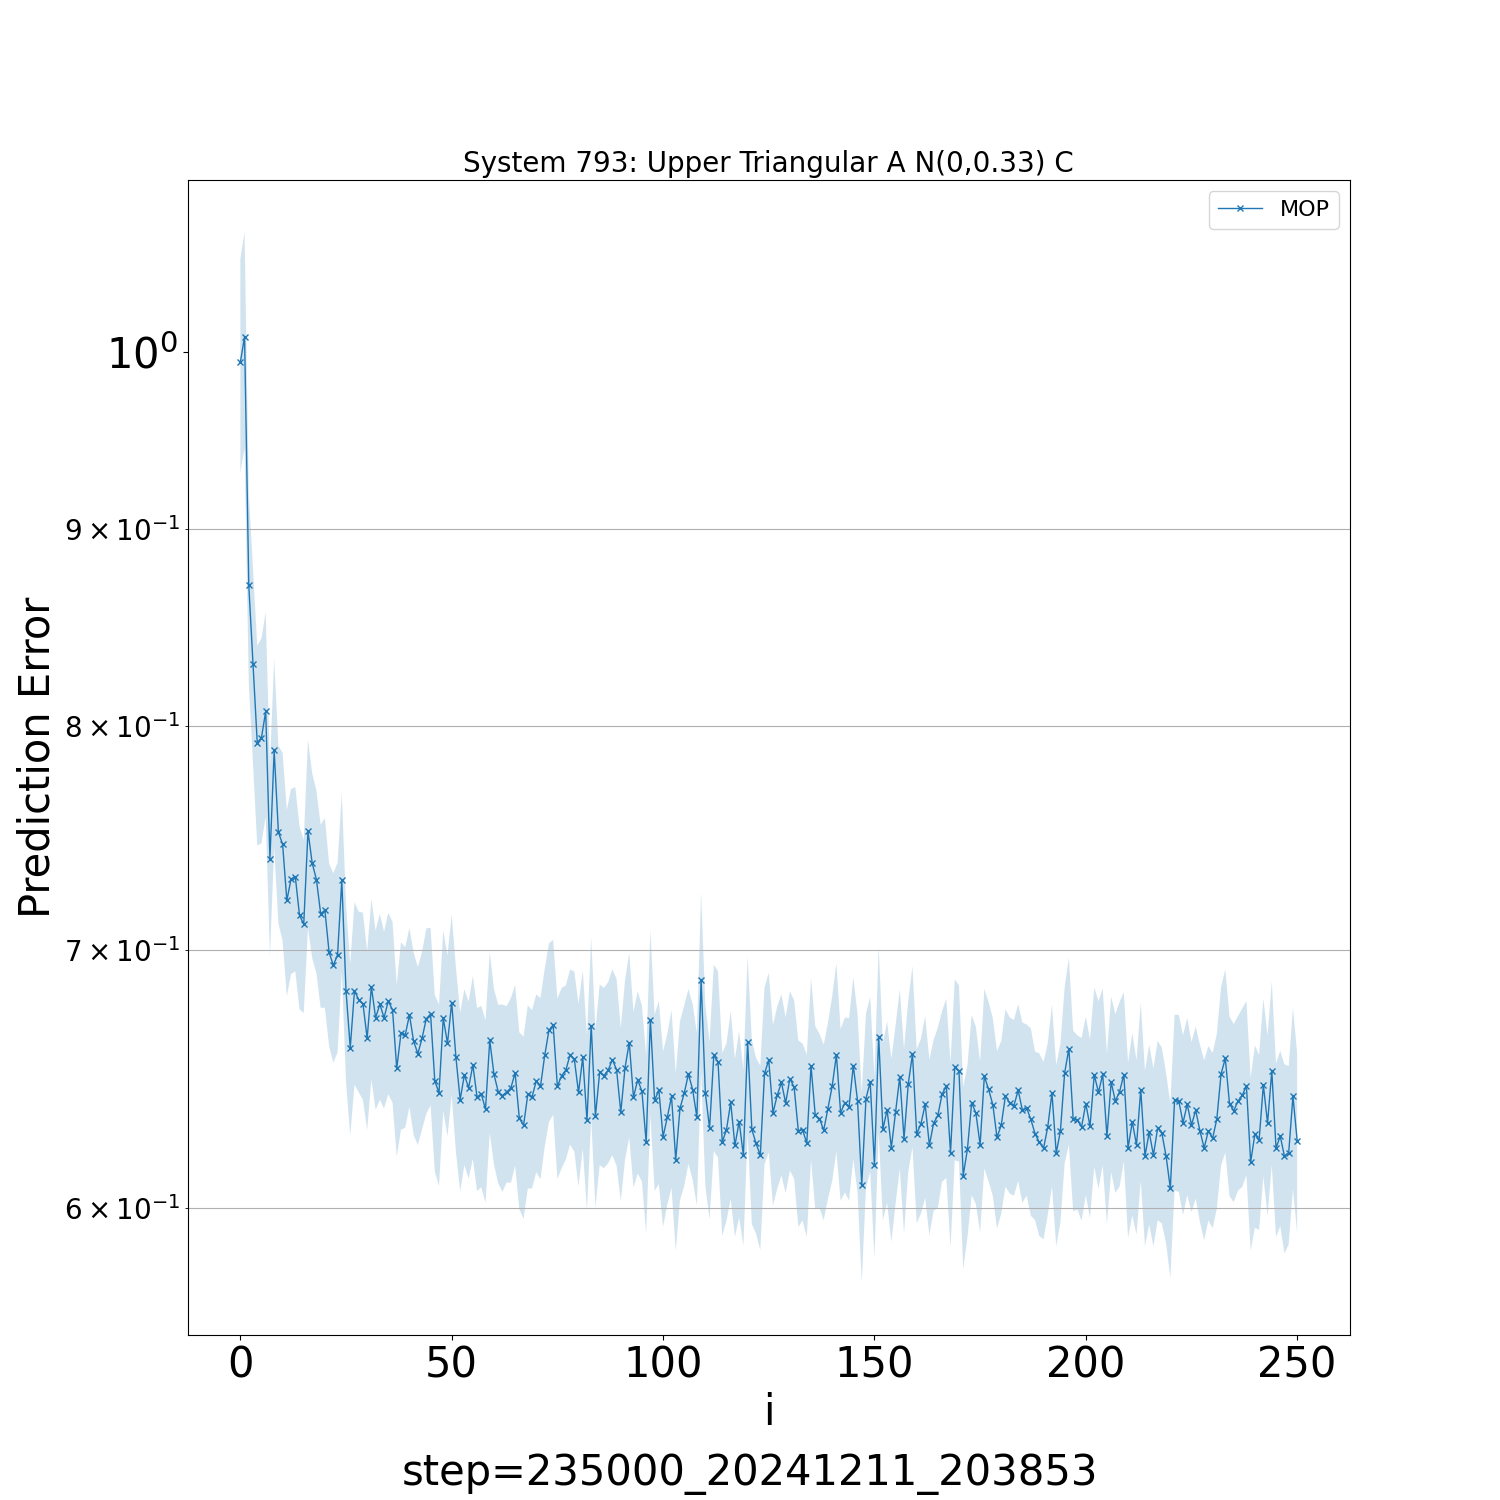 System 793: Upper Triangular A N(0,0.33) C
MOP
10⁰
9 × 10⁻¹
8 × 10⁻¹
7 × 10⁻¹
6 × 10⁻¹
Prediction Error
0 50 100 150 200 250
i
step=235000_20241211_203853